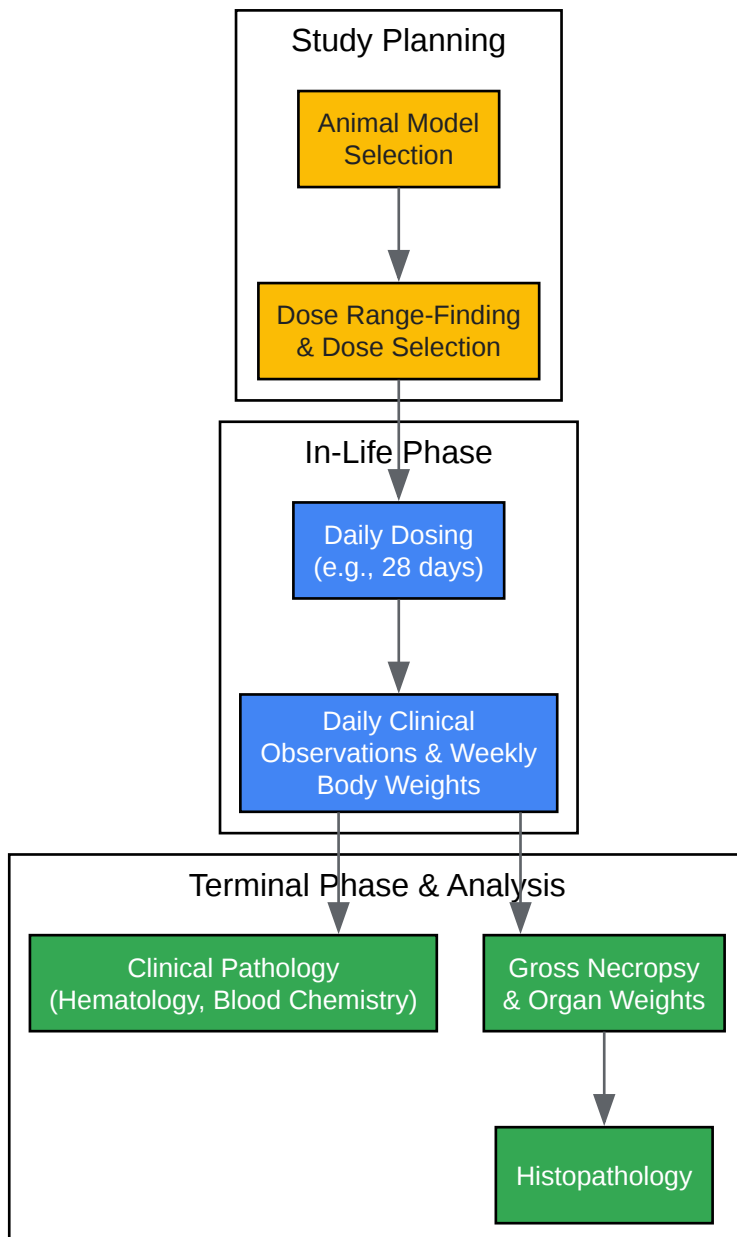 Study Planning
Animal Model
Selection
Dose Range-Finding
& Dose Selection
In-Life Phase
Daily Dosing
(e.g., 28 days)
Daily Clinical
Observations & Weekly
Body Weights
Terminal Phase & Analysis
Clinical Pathology
(Hematology, Blood Chemistry)
Gross Necropsy
& Organ Weights
Histopathology